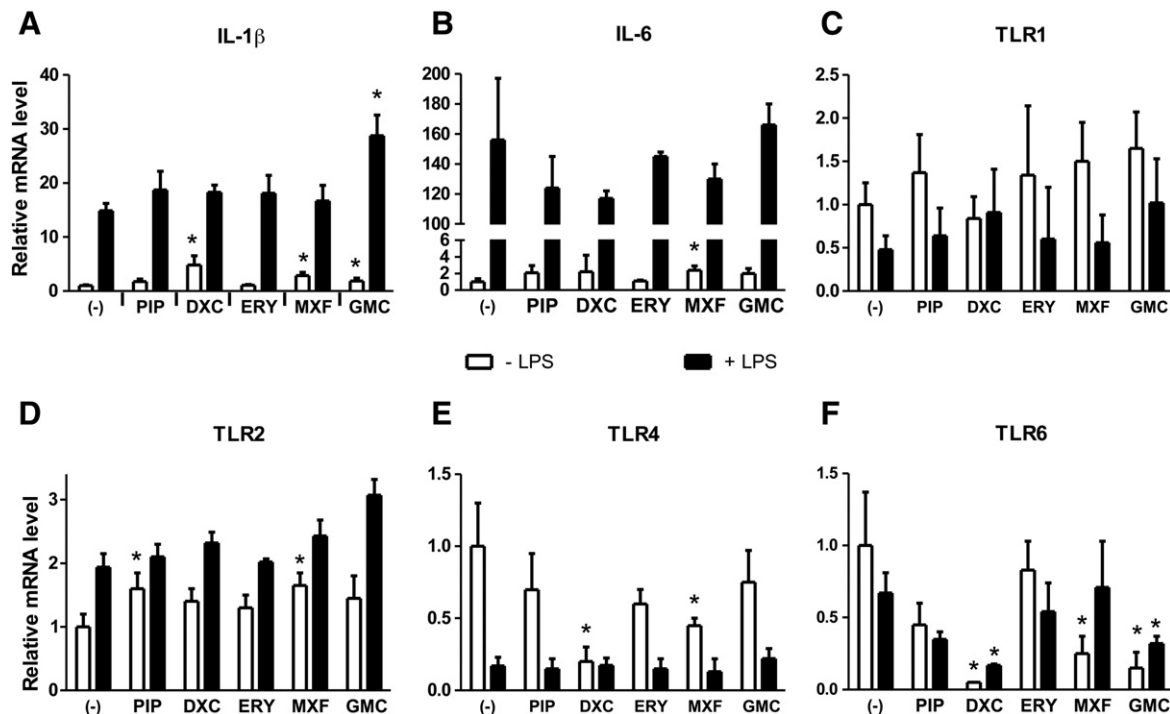 A
IL-1β
Relative mRNA level
40
30
20
10
0
*
*
*
*
(-) PIP DXC ERY MXF GMC
B
IL-6
200
180
160
140
120
100
6
4
2
0
*
(-) PIP DXC ERY MXF GMC
C
TLR1
2.5
2.0
1.5
1.0
0.5
0.0
(-) PIP DXC ERY MXF GMC
- LPS + LPS
D
TLR2
Relative mRNA level
3
2
1
0
* *
(-) PIP DXC ERY MXF GMC
E
TLR4
1.5
1.0
0.5
0.0
* *
(-) PIP DXC ERY MXF GMC
F
TLR6
1.5
1.0
0.5
0.0
* * * * *
(-) PIP DXC ERY MXF GMC